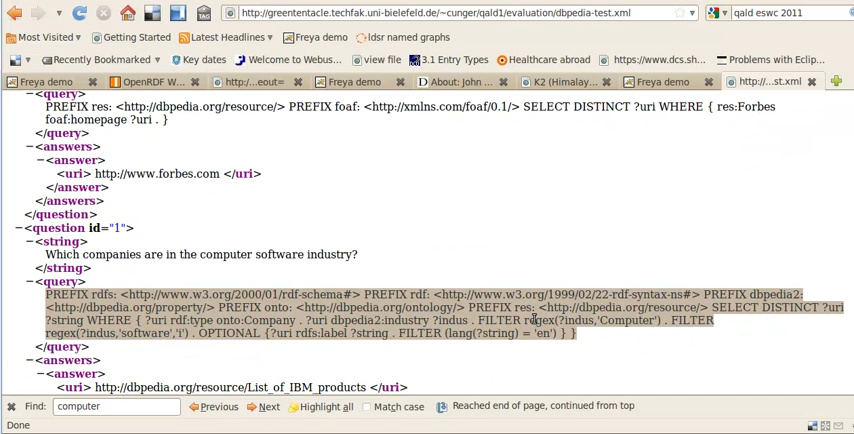 http://greententacle.techfak.uni-bielefeld.de/~cunger/qald1/evaluation/dbpedia-test.xml qald eswc 2011
Most Visited Getting Started Latest Headlines Freya demo ldsr named graphs
Recently Bookmarked Key dates Welcome to Webus... view file 3.1 Entry Types Healthcare abroad https://www.dcs.sh... Problems with Eclip...
Freya demo OpenRDF W... http:/...eout= Freya demo About: John ... K2 (Himalay... Freya demo http:/...st.xml
−<query>
PREFIX res: <http://dbpedia.org/resource/> PREFIX foaf: <http://xmlns.com/foaf/0.1/> SELECT DISTINCT ?uri WHERE { res:Forbes
foaf:homepage ?uri . }
</query>
−<answers>
−<answer>
<uri> http://www.forbes.com </uri>
</answer>
</answers>
</question>
−<question id="1">
−<string>
Which companies are in the computer software industry?
</string>
−<query>
PREFIX rdfs: <http://www.w3.org/2000/01/rdf-schema#> PREFIX rdf: <http://www.w3.org/1999/02/22-rdf-syntax-ns#> PREFIX dbpedia2:
<http://dbpedia.org/property/> PREFIX onto: <http://dbpedia.org/ontology/> PREFIX res: <http://dbpedia.org/resource/> SELECT DISTINCT ?uri
?string WHERE { ?uri rdf:type onto:Company . ?uri dbpedia2:industry ?indus . FILTER regex(?indus,'Computer') . FILTER
regex(?indus,'software','i') . OPTIONAL {?uri rdfs:label ?string . FILTER (lang(?string) = 'en') } }
</query>
−<answers>
−<answer>
<uri> http://dbpedia.org/resource/List_of_IBM_products </uri>
Find: computer Previous Next Highlight all Match case Reached end of page, continued from top
Done